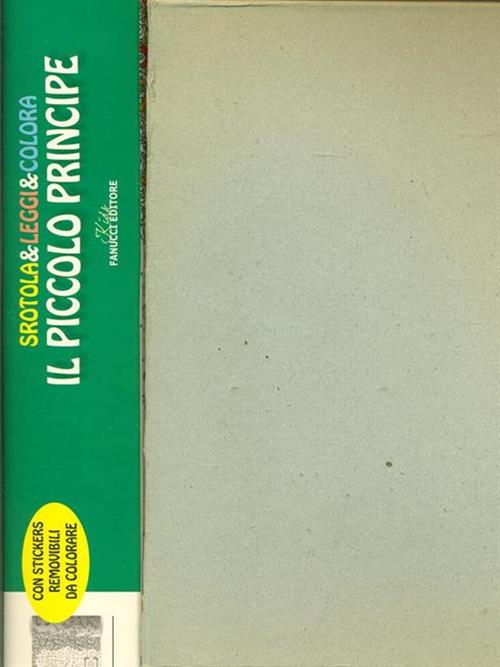 SROTOLA&LEGGI&COLORA
IL PICCOLO PRINCIPE
Kids
FANUCCI EDITORE
CON STICKERS
REMOVIBILI
DA COLORARE